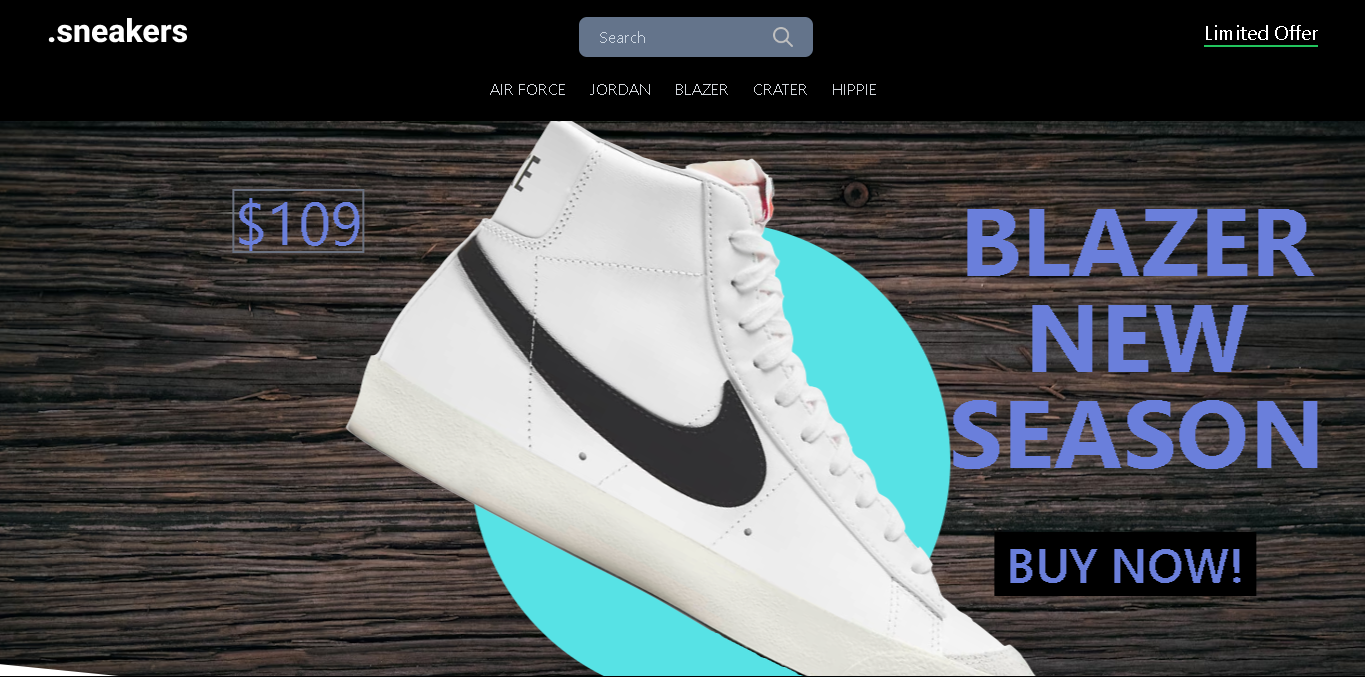 .sneakers
Search
Limited Offer
AIR FORCE JORDAN BLAZER CRATER HIPPIE
$109
BLAZER
NEW
SEASON
BUY NOW!